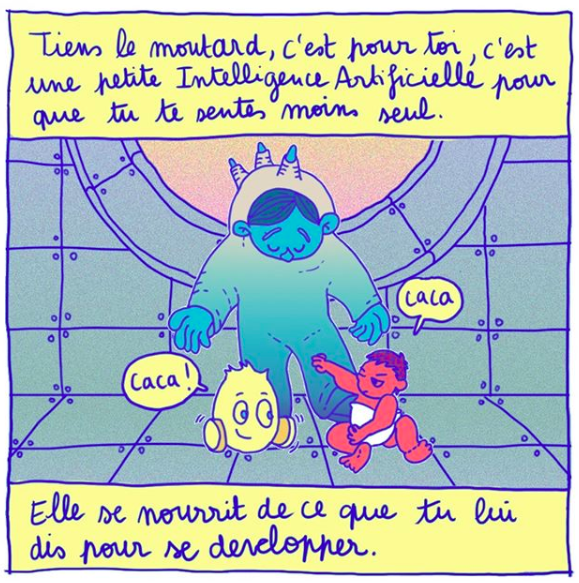 Tiens le moutard, c'est pour toi, c'est
une petite Intelligence Artificielle pour
que tu te sentes moins seul.
caca
caca !
Elle se nourrit de ce que tu lui
dis pour se developper.